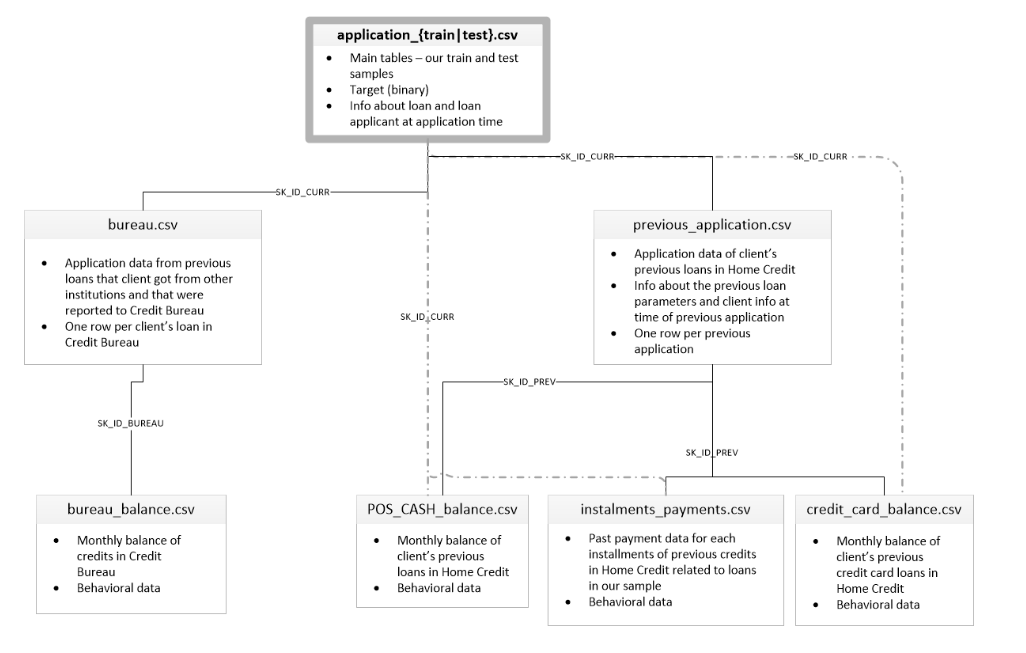 application_{train|test}.csv
• Main tables – our train and test
samples
• Target (binary)
• Info about loan and loan
applicant at application time
SK_ID_CURR
SK_ID_CURR
SK_ID_CURR
bureau.csv
• Application data from previous
loans that client got from other
institutions and that were
reported to Credit Bureau
• One row per client's loan in
Credit Bureau
previous_application.csv
• Application data of client's
previous loans in Home Credit
• Info about the previous loan
parameters and client info at
time of previous application
• One row per previous
application
SK_ID_CURR
SK_ID_PREV
SK_ID_BUREAU
SK_ID_PREV
bureau_balance.csv
• Monthly balance of
credits in Credit
Bureau
• Behavioral data
POS_CASH_balance.csv
• Monthly balance of
client's previous
loans in Home Credit
• Behavioral data
instalments_payments.csv
• Past payment data for each
installments of previous credits
in Home Credit related to loans
in our sample
• Behavioral data
credit_card_balance.csv
• Monthly balance of
client's previous
credit card loans in
Home Credit
• Behavioral data